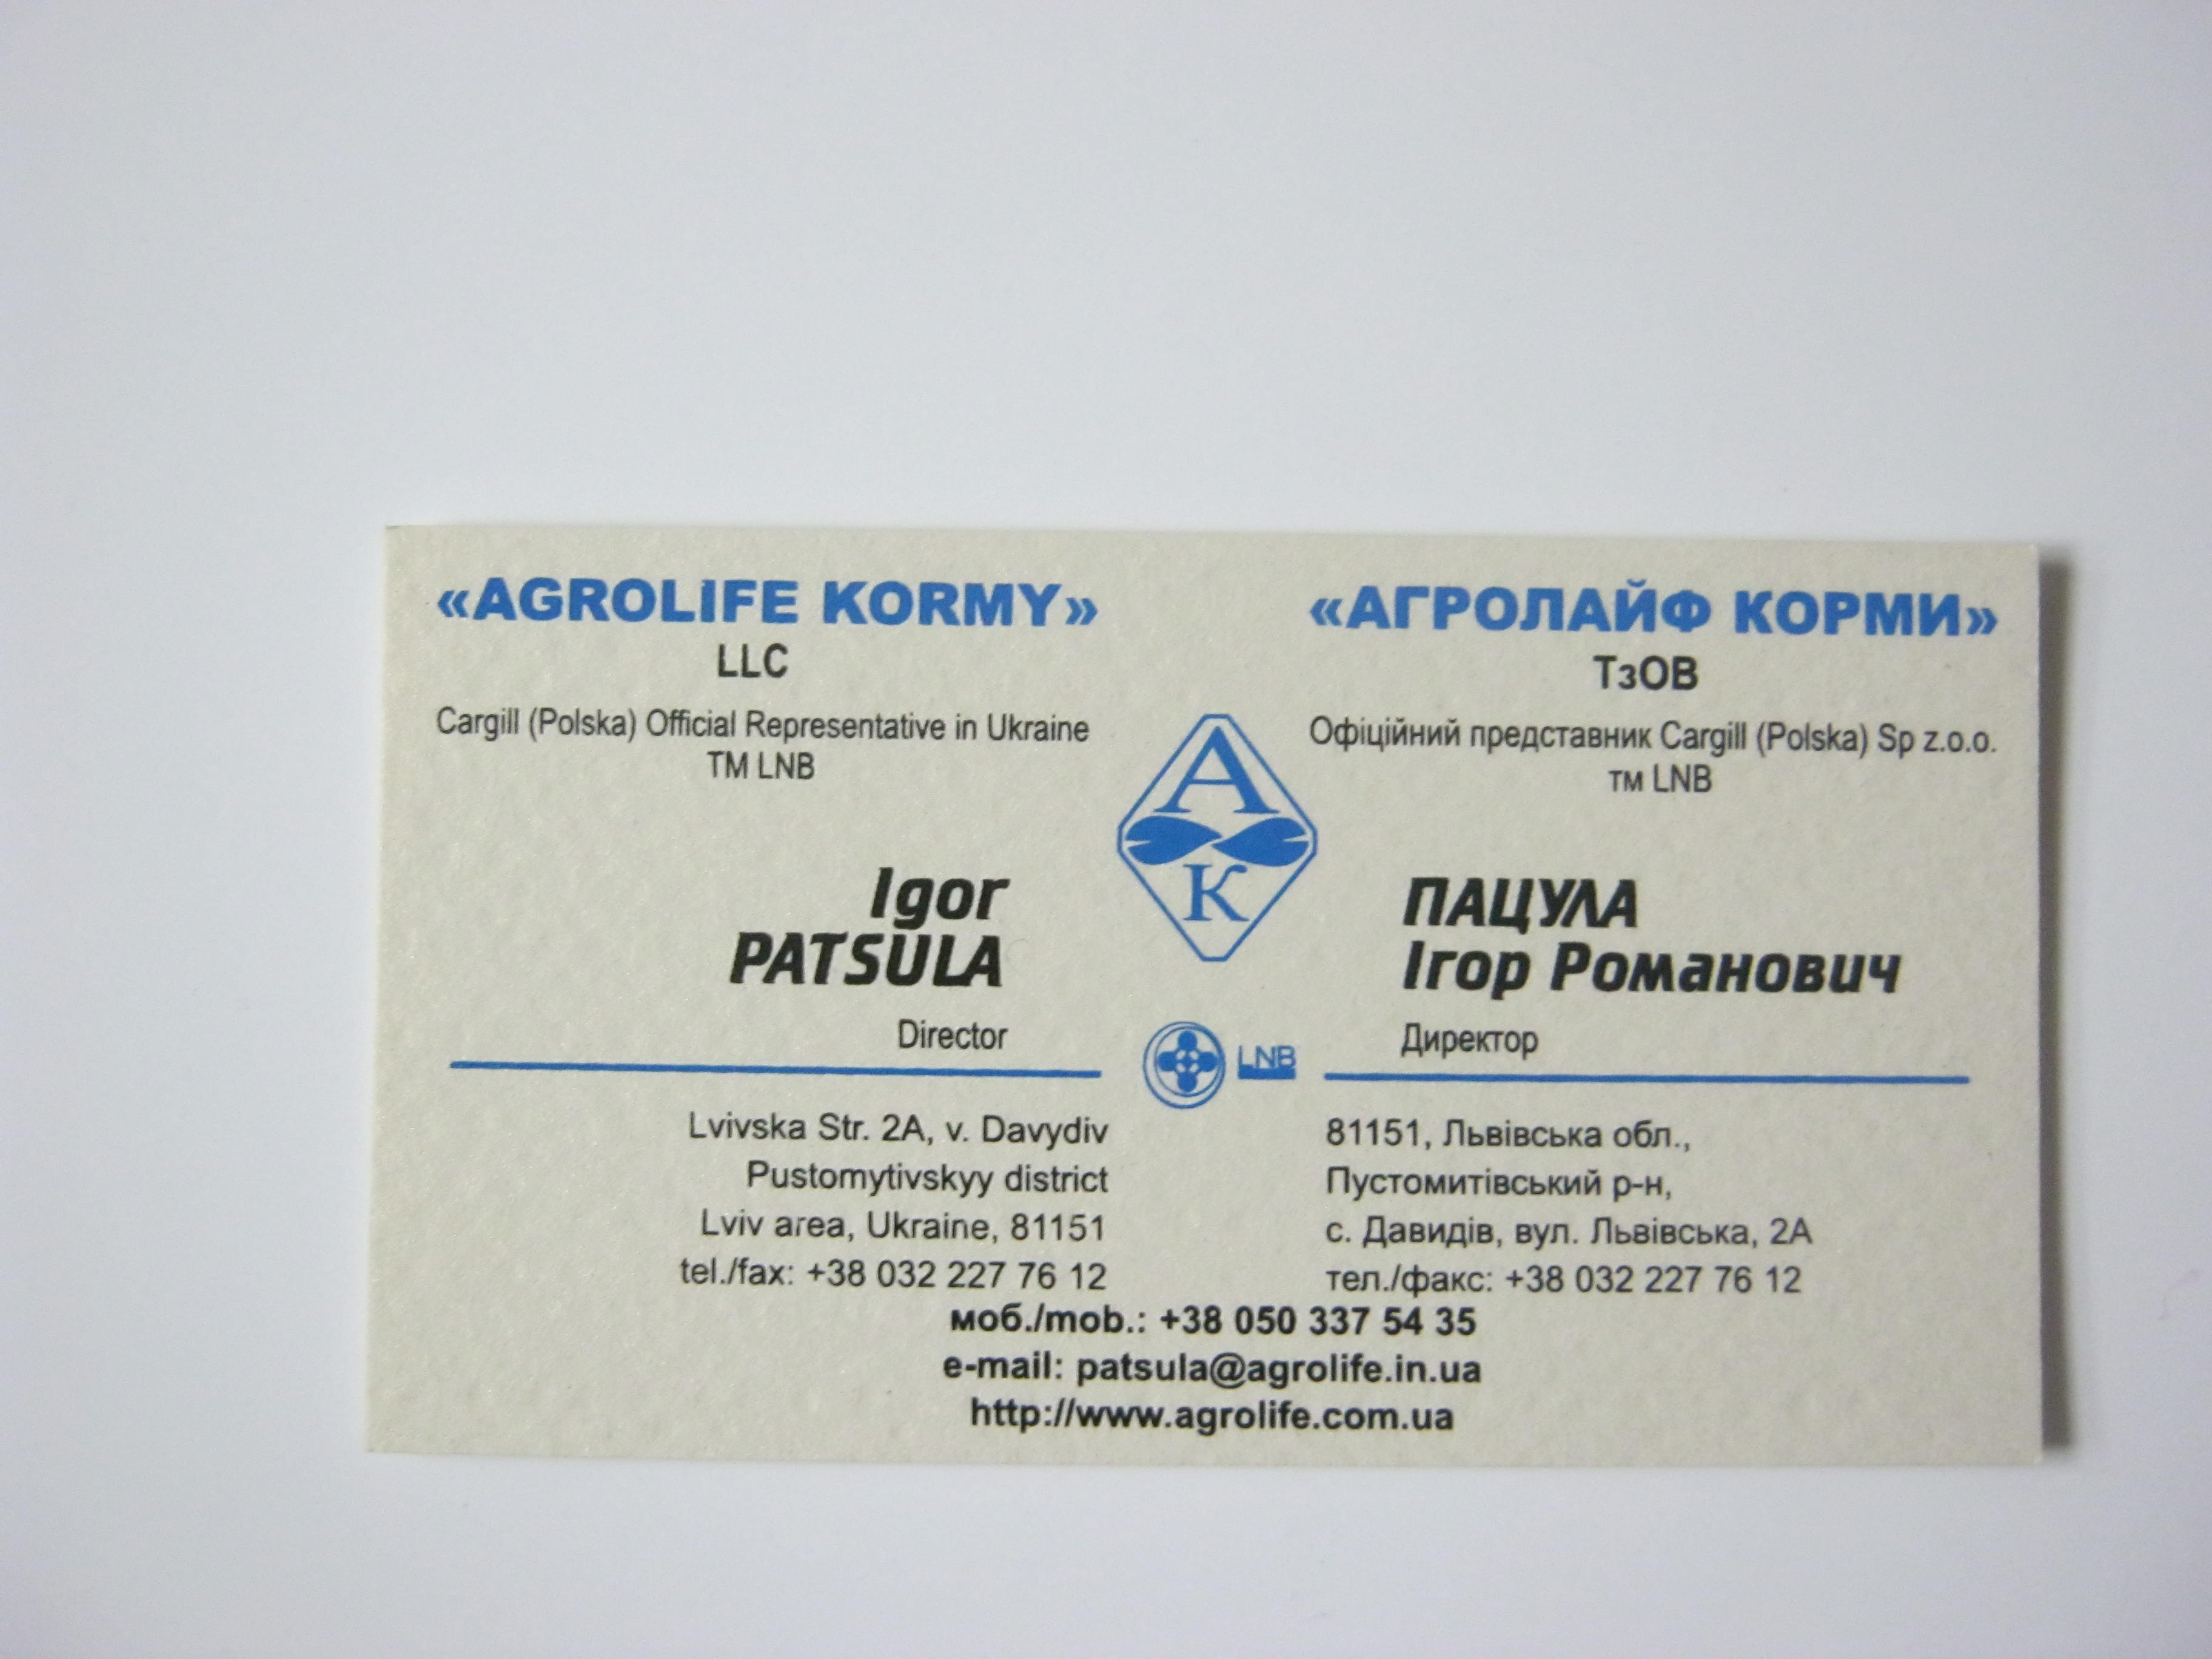 «AGROLIFE KORMY»
LLC
Cargill (Polska) Official Representative in Ukraine
TM LNB
Igor
PATSULA
Director
Lvivska Str. 2A, v. Davydiv
Pustomytivskyy district
Lviv area, Ukraine, 81151
tel./fax: +38 032 227 76 12
А
К
LNB
«АГРОЛАЙФ КОРМИ»
ТзОВ
Офіційний представник Cargill (Polska) Sp z.o.o.
тм LNB
ПАЦУЛА
Ігор Романович
Директор
81151, Львівська обл.,
Пустомитівський р-н,
с. Давидів, вул. Львівська, 2А
тел./факс: +38 032 227 76 12
моб./mob.: +38 050 337 54 35
e-mail: patsula@agrolife.in.ua
http://www.agrolife.com.ua